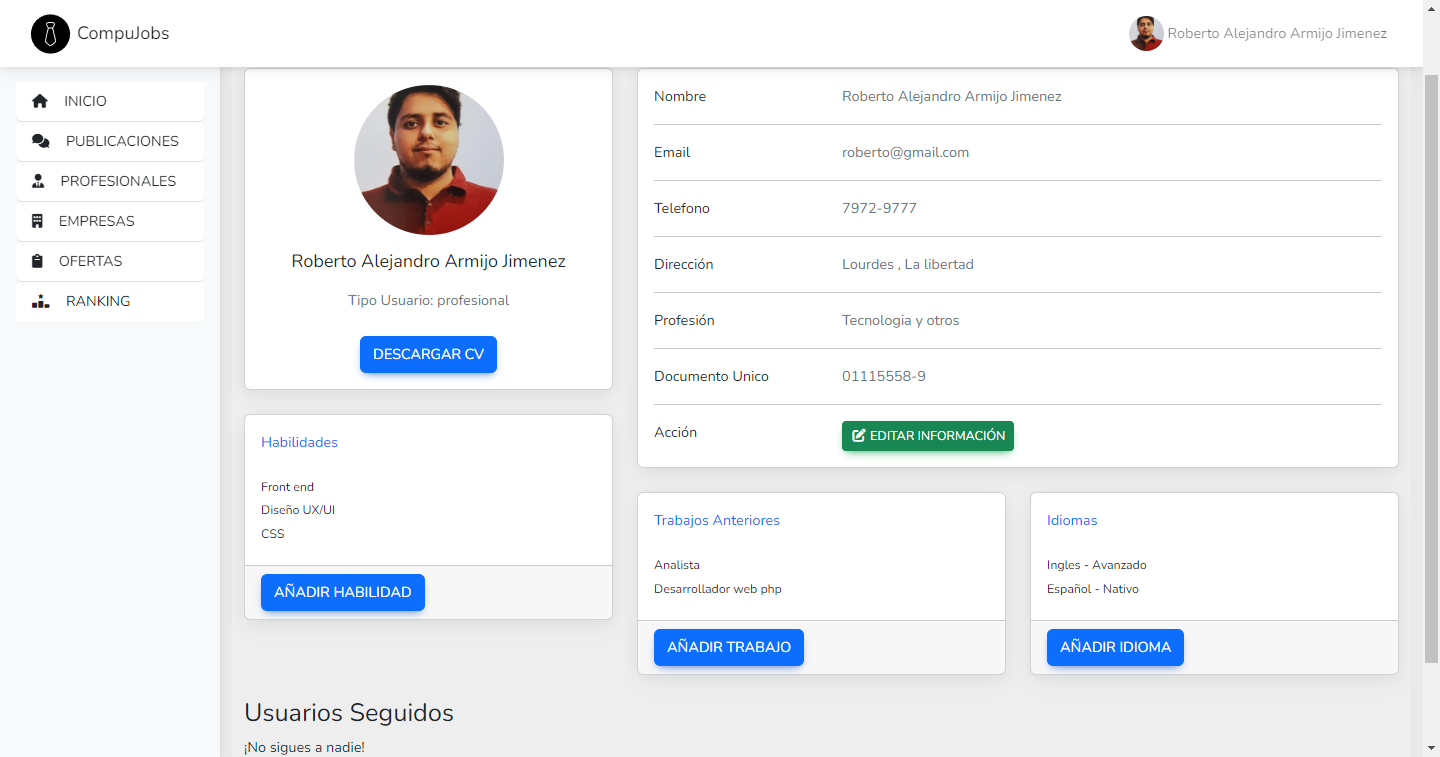 CompuJobs
Roberto Alejandro Armijo Jimenez
INICIO
PUBLICACIONES
PROFESIONALES
EMPRESAS
OFERTAS
RANKING
Roberto Alejandro Armijo Jimenez
Tipo Usuario: profesional
DESCARGAR CV
Nombre Roberto Alejandro Armijo Jimenez
Email roberto@gmail.com
Telefono 7972-9777
Dirección Lourdes , La libertad
Profesión Tecnologia y otros
Documento Unico 01115558-9
Acción EDITAR INFORMACIÓN
Habilidades
Front end
Diseño UX/UI
CSS
AÑADIR HABILIDAD
Trabajos Anteriores
Analista
Desarrollador web php
AÑADIR TRABAJO
Idiomas
Ingles - Avanzado
Español - Nativo
AÑADIR IDIOMA
Usuarios Seguidos
¡No sigues a nadie!